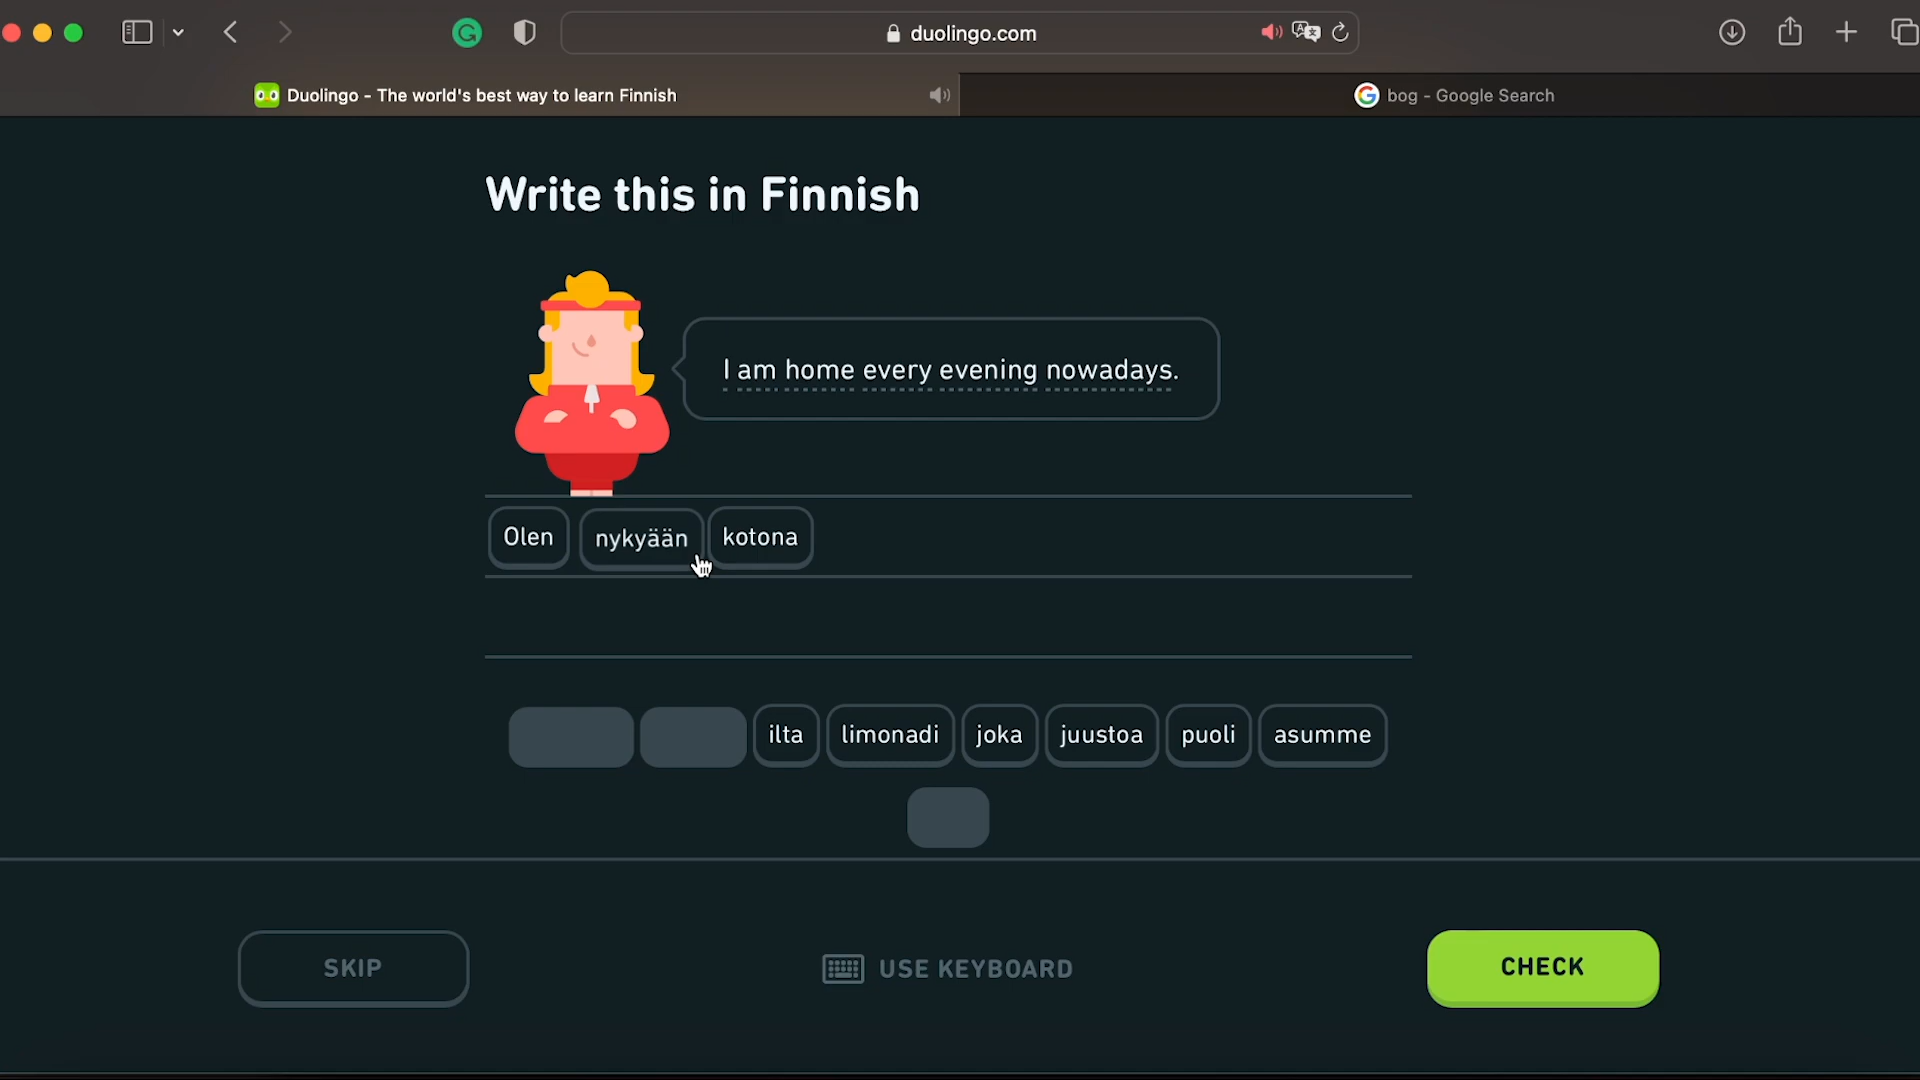 duolingo.com
Duolingo - The world's best way to learn Finnish
bog - Google Search
Write this in Finnish
I am home every evening nowadays.
Olen nykyään kotona
ilta limonadi joka juustoa puoli asumme
SKIP
USE KEYBOARD
CHECK